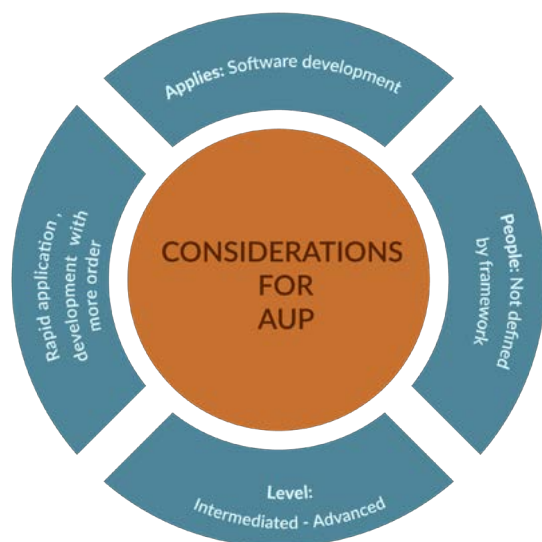 Applies: Software development
People: Not defined
by framework
Level:
Intermediated - Advanced
Rapid application ,
development with
more order
CONSIDERATIONS
FOR
AUP